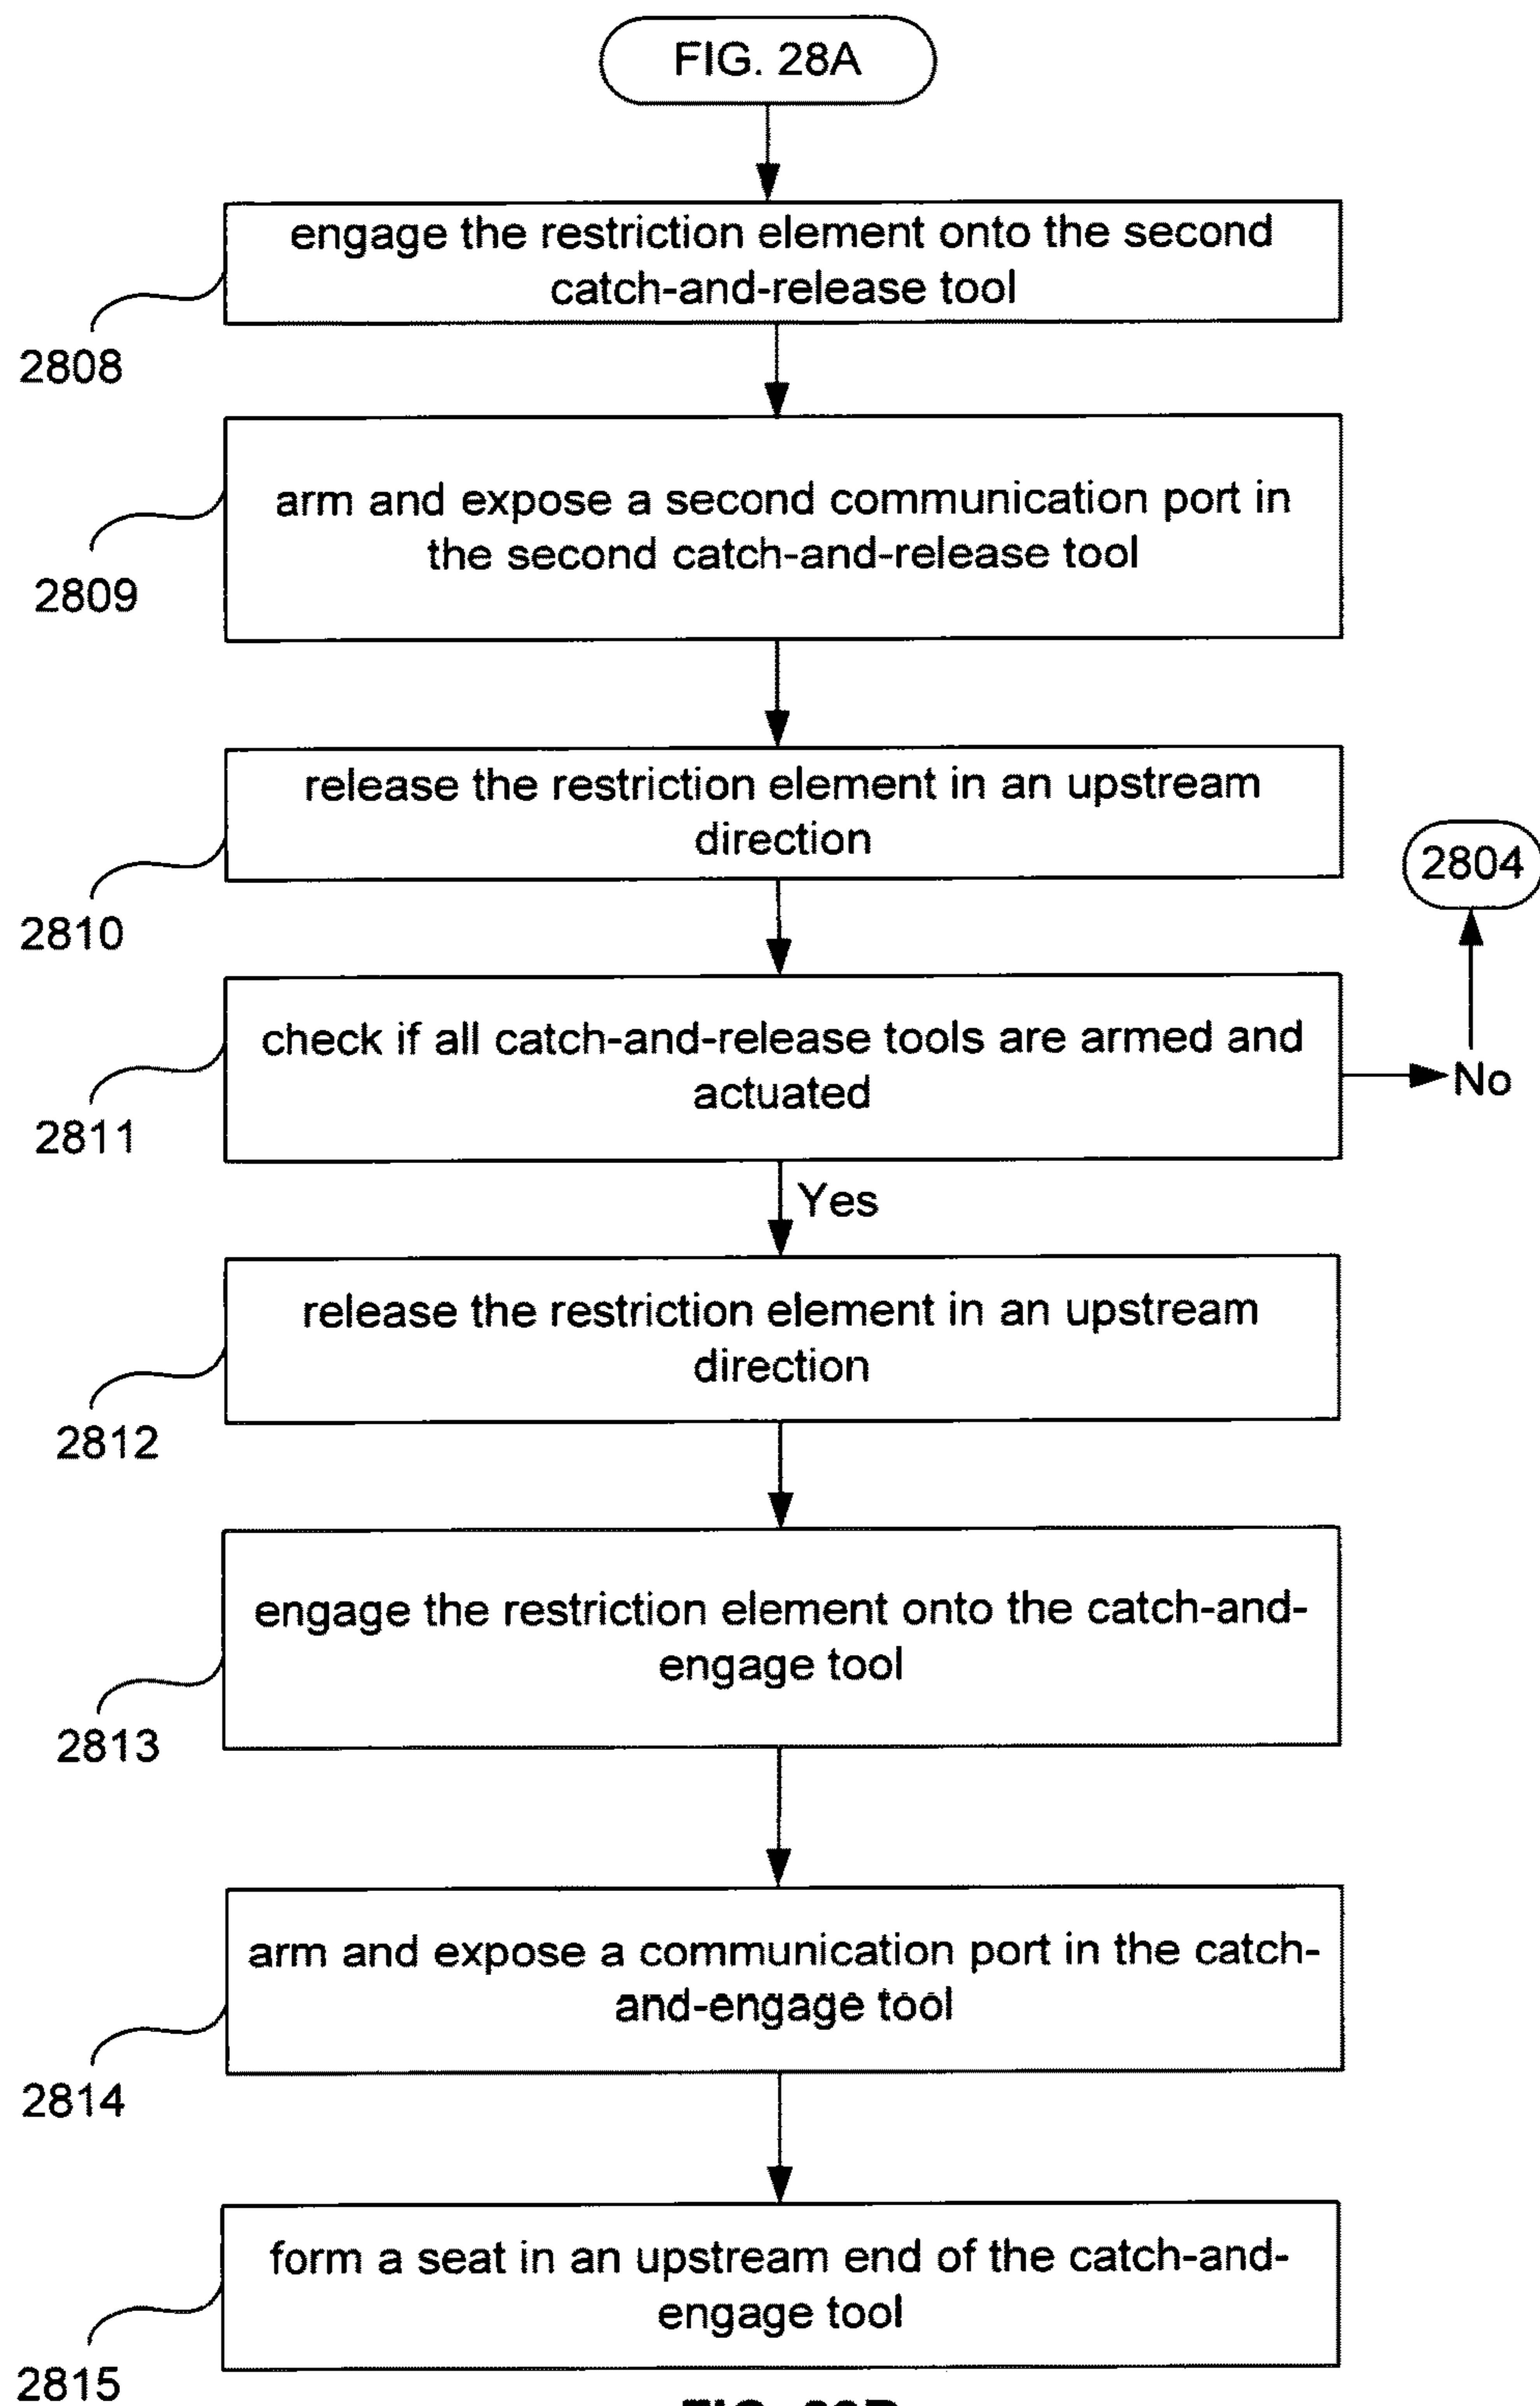 FIG. 28A
engage the restriction element onto the second
catch-and-release tool
2808
arm and expose a second communication port in
the second catch-and-release tool
2809
release the restriction element in an upstream
direction
2810
2804
check if all catch-and-release tools are armed and
actuated
No
2811
Yes
release the restriction element in an upstream
direction
2812
engage the restriction element onto the catch-and-
engage tool
2813
arm and expose a communication port in the catch-
and-engage tool
2814
form a seat in an upstream end of the catch-and-
engage tool
2815